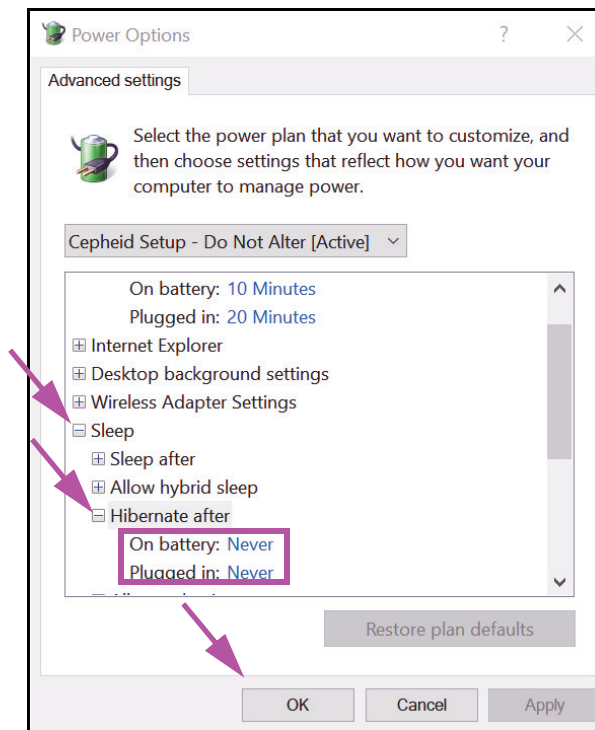 Power Options
?
Advanced settings
Select the power plan that you want to customize, and
then choose settings that reflect how you want your
computer to manage power.
Cepheid Setup - Do Not Alter [Active]
On battery: 10 Minutes
Plugged in: 20 Minutes
Internet Explorer
Desktop background settings
Wireless Adapter Settings
Sleep
Sleep after
Allow hybrid sleep
Hibernate after
On battery: Never
Plugged in: Never
Restore plan defaults
OK Cancel Apply